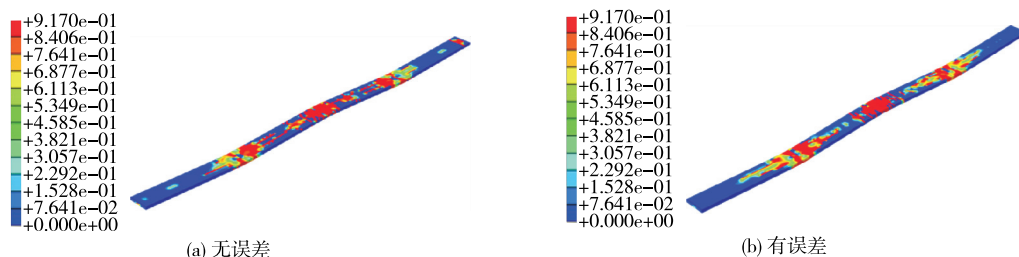 +9.170e−01
+8.406e−01
+7.641e−01
+6.877e−01
+6.113e−01
+5.349e−01
+4.585e−01
+3.821e−01
+3.057e−01
+2.292e−01
+1.528e−01
+7.641e−02
+0.000e+00
(a) 无误差
+9.170e−01
+8.406e−01
+7.641e−01
+6.877e−01
+6.113e−01
+5.349e−01
+4.585e−01
+3.821e−01
+3.057e−01
+2.292e−01
+1.528e−01
+7.641e−02
+0.000e+00
(b) 有误差